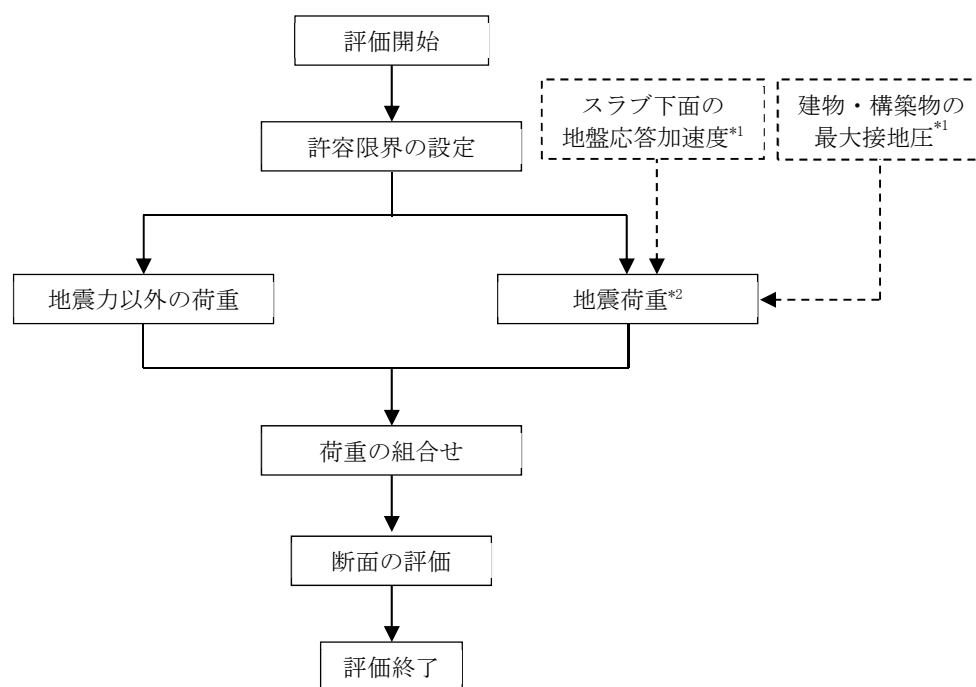 評価開始
スラブ下面の
地盤応答加速度*1
建物・構築物の
最大接地圧*1
許容限界の設定
地震力以外の荷重
地震荷重*2
荷重の組合せ
断面の評価
評価終了